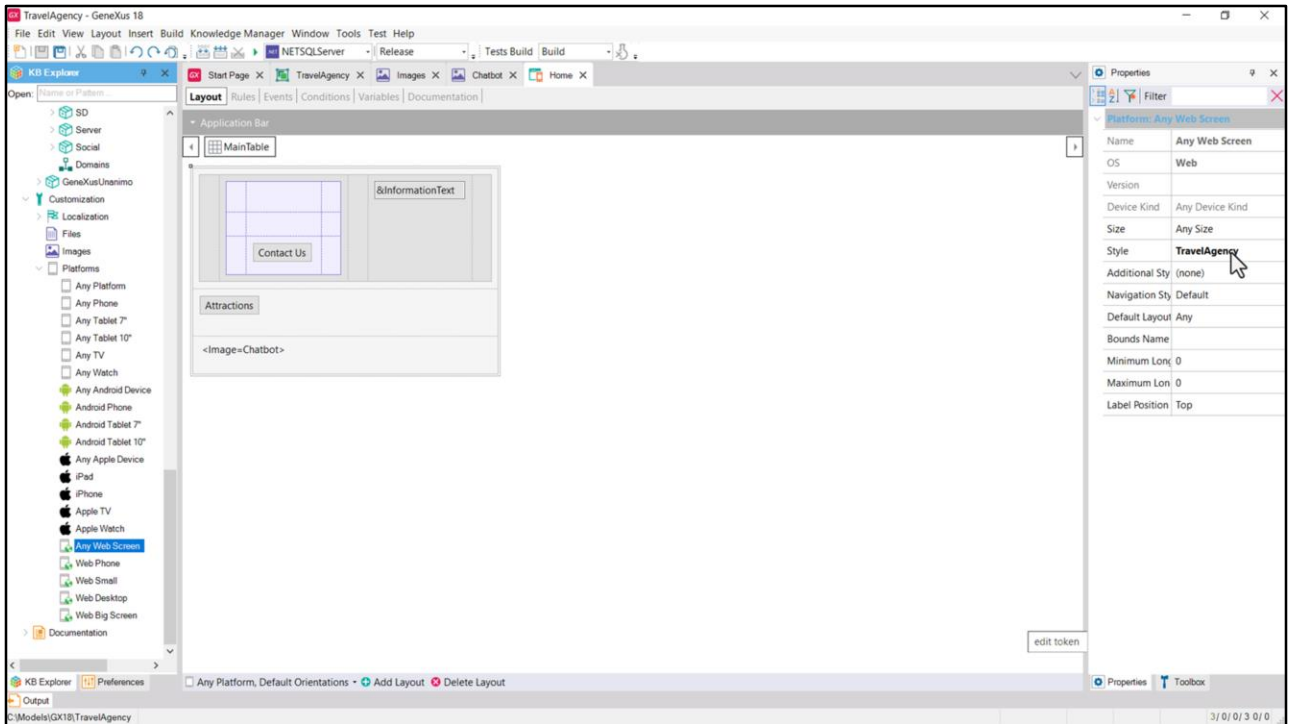 GX TravelAgency - GeneXus 18
File Edit View Layout Insert Build Knowledge Manager Window Tools Test Help
NETSQLServer Release Tests Build Build
KB Explorer
Start Page TravelAgency Images Chatbot Home
Properties
Open: Name or Pattern...
Layout Rules Events Conditions Variables Documentation
Filter
SD
Server
Social
Domains
GeneXusUnanimo
Customization
Localization
Files
Images
Platforms
Any Platform
Any Phone
Any Tablet 7"
Any Tablet 10"
Any TV
Any Watch
Any Android Device
Android Phone
Android Tablet 7"
Android Tablet 10"
Any Apple Device
iPad
iPhone
Apple TV
Apple Watch
Any Web Screen
Web Phone
Web Small
Web Desktop
Web Big Screen
Documentation
Application Bar
MainTable
&InformationText
Contact Us
Attractions
<Image=Chatbot>
edit token
Platform: Any Web Screen
Name Any Web Screen
OS Web
Version
Device Kind Any Device Kind
Size Any Size
Style TravelAgency
Additional Sty (none)
Navigation Sty Default
Default Layout Any
Bounds Name
Minimum Long 0
Maximum Lon 0
Label Position Top
KB Explorer Preferences
Any Platform, Default Orientations Add Layout Delete Layout
Properties Toolbox
Output
C:\Models\GX18\TravelAgency
3/0/0/3 0/0